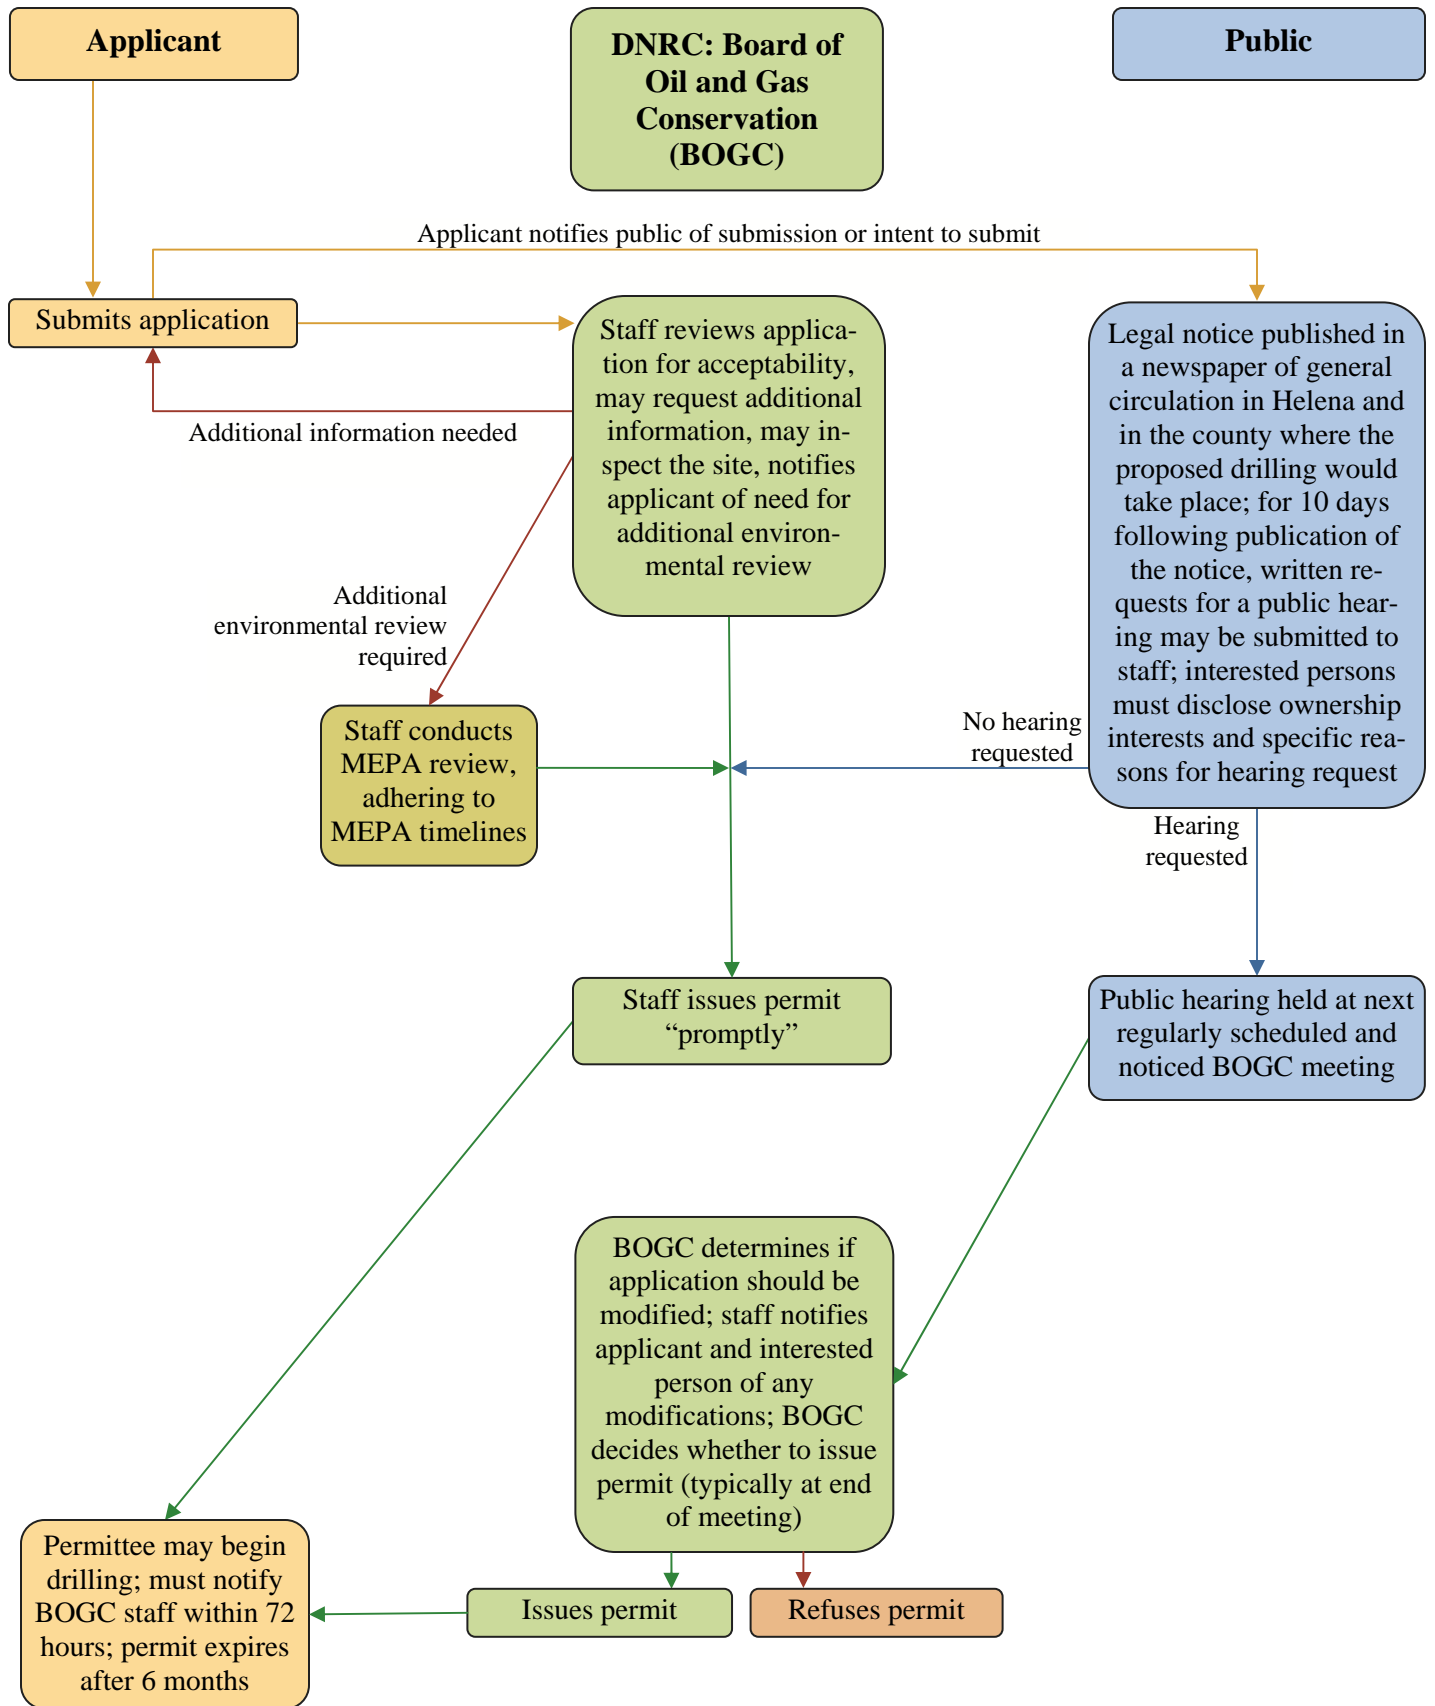 Applicant
DNRC: Board of
Oil and Gas
Conservation
(BOGC)
Public
Applicant notifies public of submission or intent to submit
Submits application
Additional information needed
Staff reviews applica-
tion for acceptability,
may request additional
information, may in-
spect the site, notifies
applicant of need for
additional environ-
mental review
Legal notice published in
a newspaper of general
circulation in Helena and
in the county where the
proposed drilling would
take place; for 10 days
following publication of
the notice, written re-
quests for a public hear-
ing may be submitted to
staff; interested persons
must disclose ownership
interests and specific rea-
sons for hearing request
Additional
environmental review
required
Staff conducts
MEPA review,
adhering to
MEPA timelines
No hearing
requested
Hearing
requested
Staff issues permit
“promptly”
Public hearing held at next
regularly scheduled and
noticed BOGC meeting
BOGC determines if
application should be
modified; staff notifies
applicant and interested
person of any
modifications; BOGC
decides whether to issue
permit (typically at end
of meeting)
Permittee may begin
drilling; must notify
BOGC staff within 72
hours; permit expires
after 6 months
Issues permit
Refuses permit